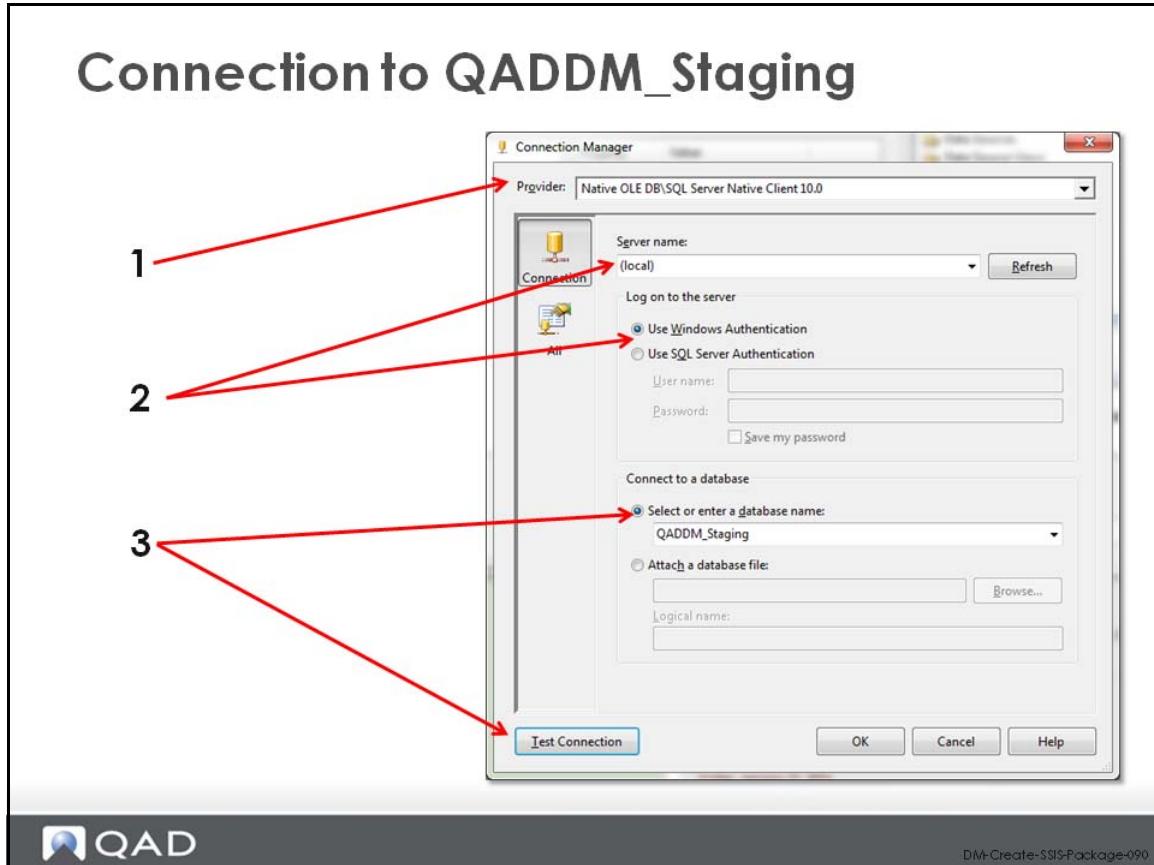 Connection to QADDM_Staging
Connection Manager
Provider: Native OLE DB\SQL Server Native Client 10.0
1
Connection
All
Server name:
(local)
Refresh
Log on to the server
Use Windows Authentication
Use SQL Server Authentication
User name:
Password:
Save my password
2
Connect to a database
Select or enter a database name:
QADDM_Staging
Attach a database file:
Browse...
Logical name:
3
Test Connection
OK
Cancel
Help
QAD
DM-Create-SSIS-Package-090